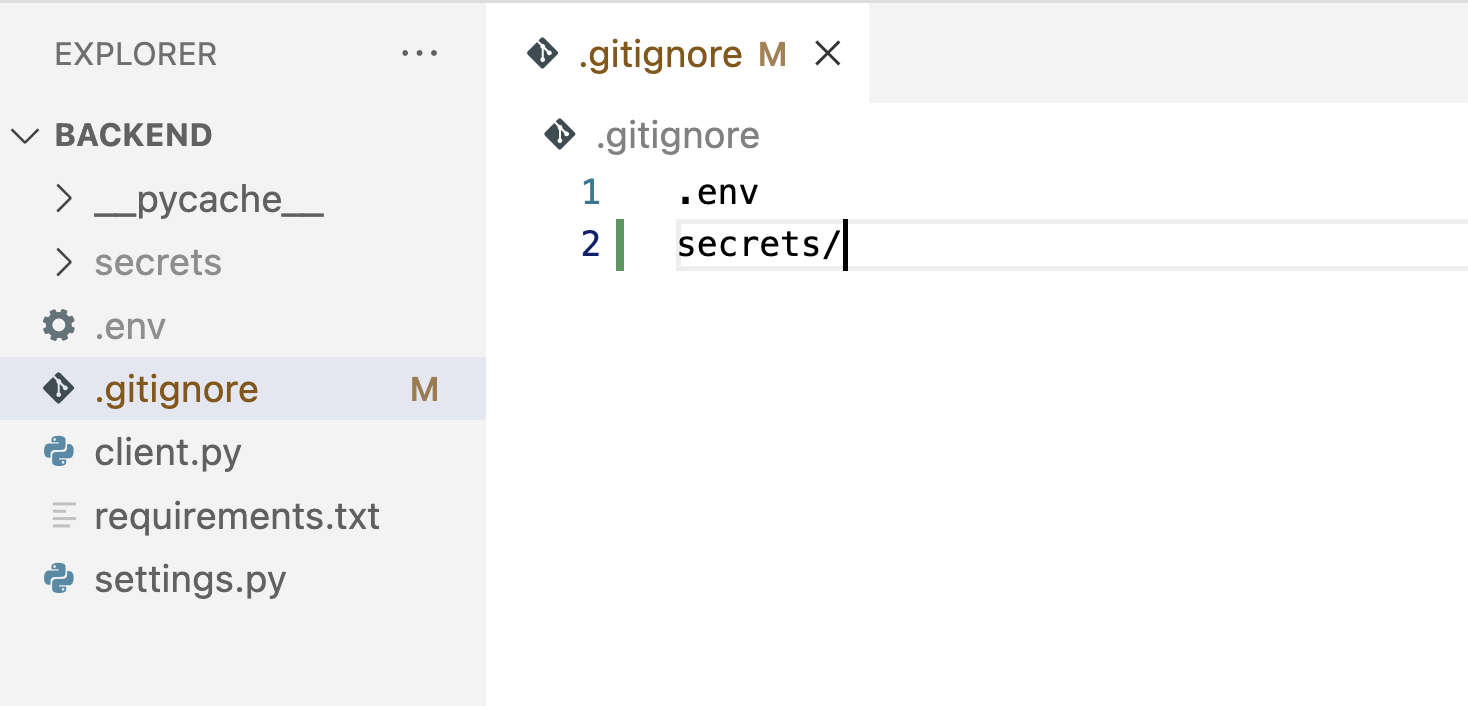 EXPLORER ···
BACKEND
__pycache__
secrets
.env
.gitignore M
client.py
requirements.txt
settings.py
.gitignore M
.gitignore
1 .env
2 secrets/